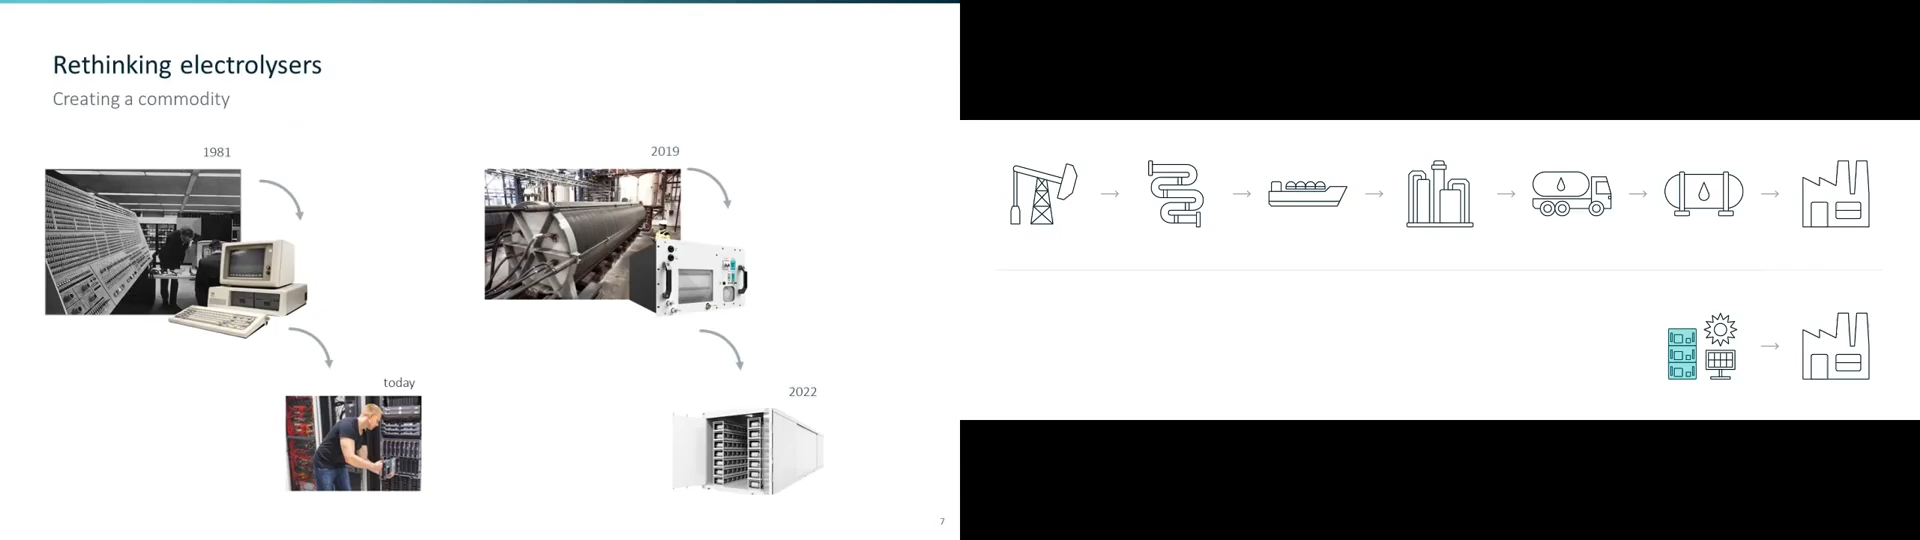 Rethinking electrolysers
Creating a commodity
1981
2019
today
2022
7